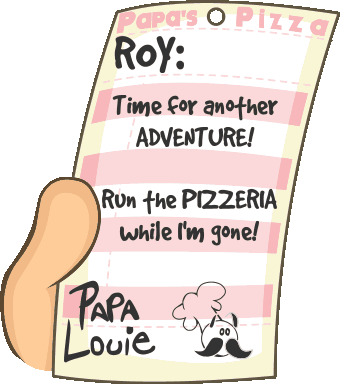 Papa's Pizza
Roy:
Time for another
ADVENTURE!
Run the PIZZERIA
while I'm gone!
PAPA
Louie